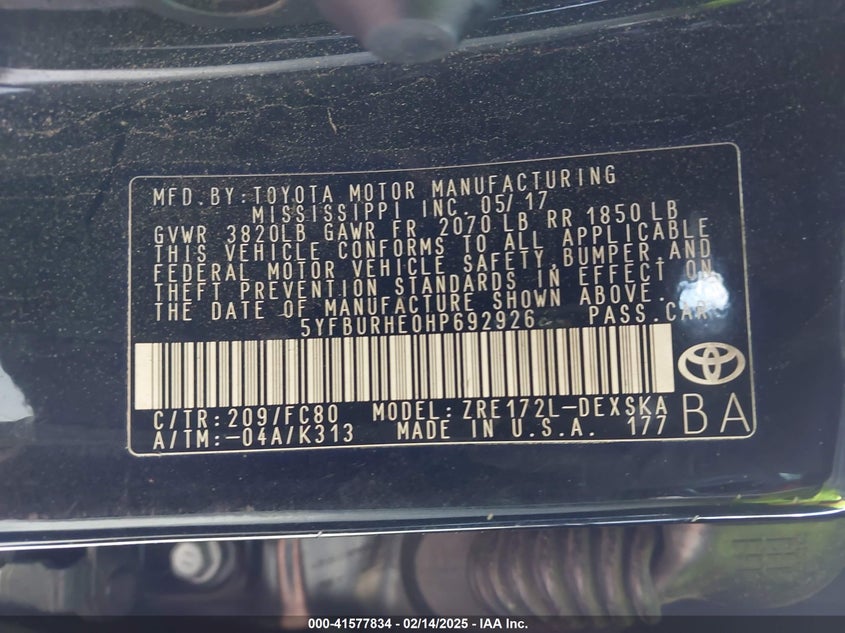 MFD.BY:TOYOTA MOTOR MANUFACTURING
MISSISSIPPI INC. 05/17
GVWR 3820LB GAWR FR 2070 LB RR 1850 LB
THIS VEHICLE CONFORMS TO ALL APPLICABLE
FEDERAL MOTOR VEHICLE SAFETY,BUMPER,AND
THEFT PREVENTION STANDARDS IN EFFECT ON
THE DATE OF MANUFACTURE SHOWN ABOVE.
5YFBURHE0HP692926 PASS.CAR
C/TR:209/FC80 MODEL:ZRE172L-DEXSKA
A/TM:-04A/K313 MADE IN U.S.A. 177
BA
000-41577834 - 02/14/2025 - IAA Inc.